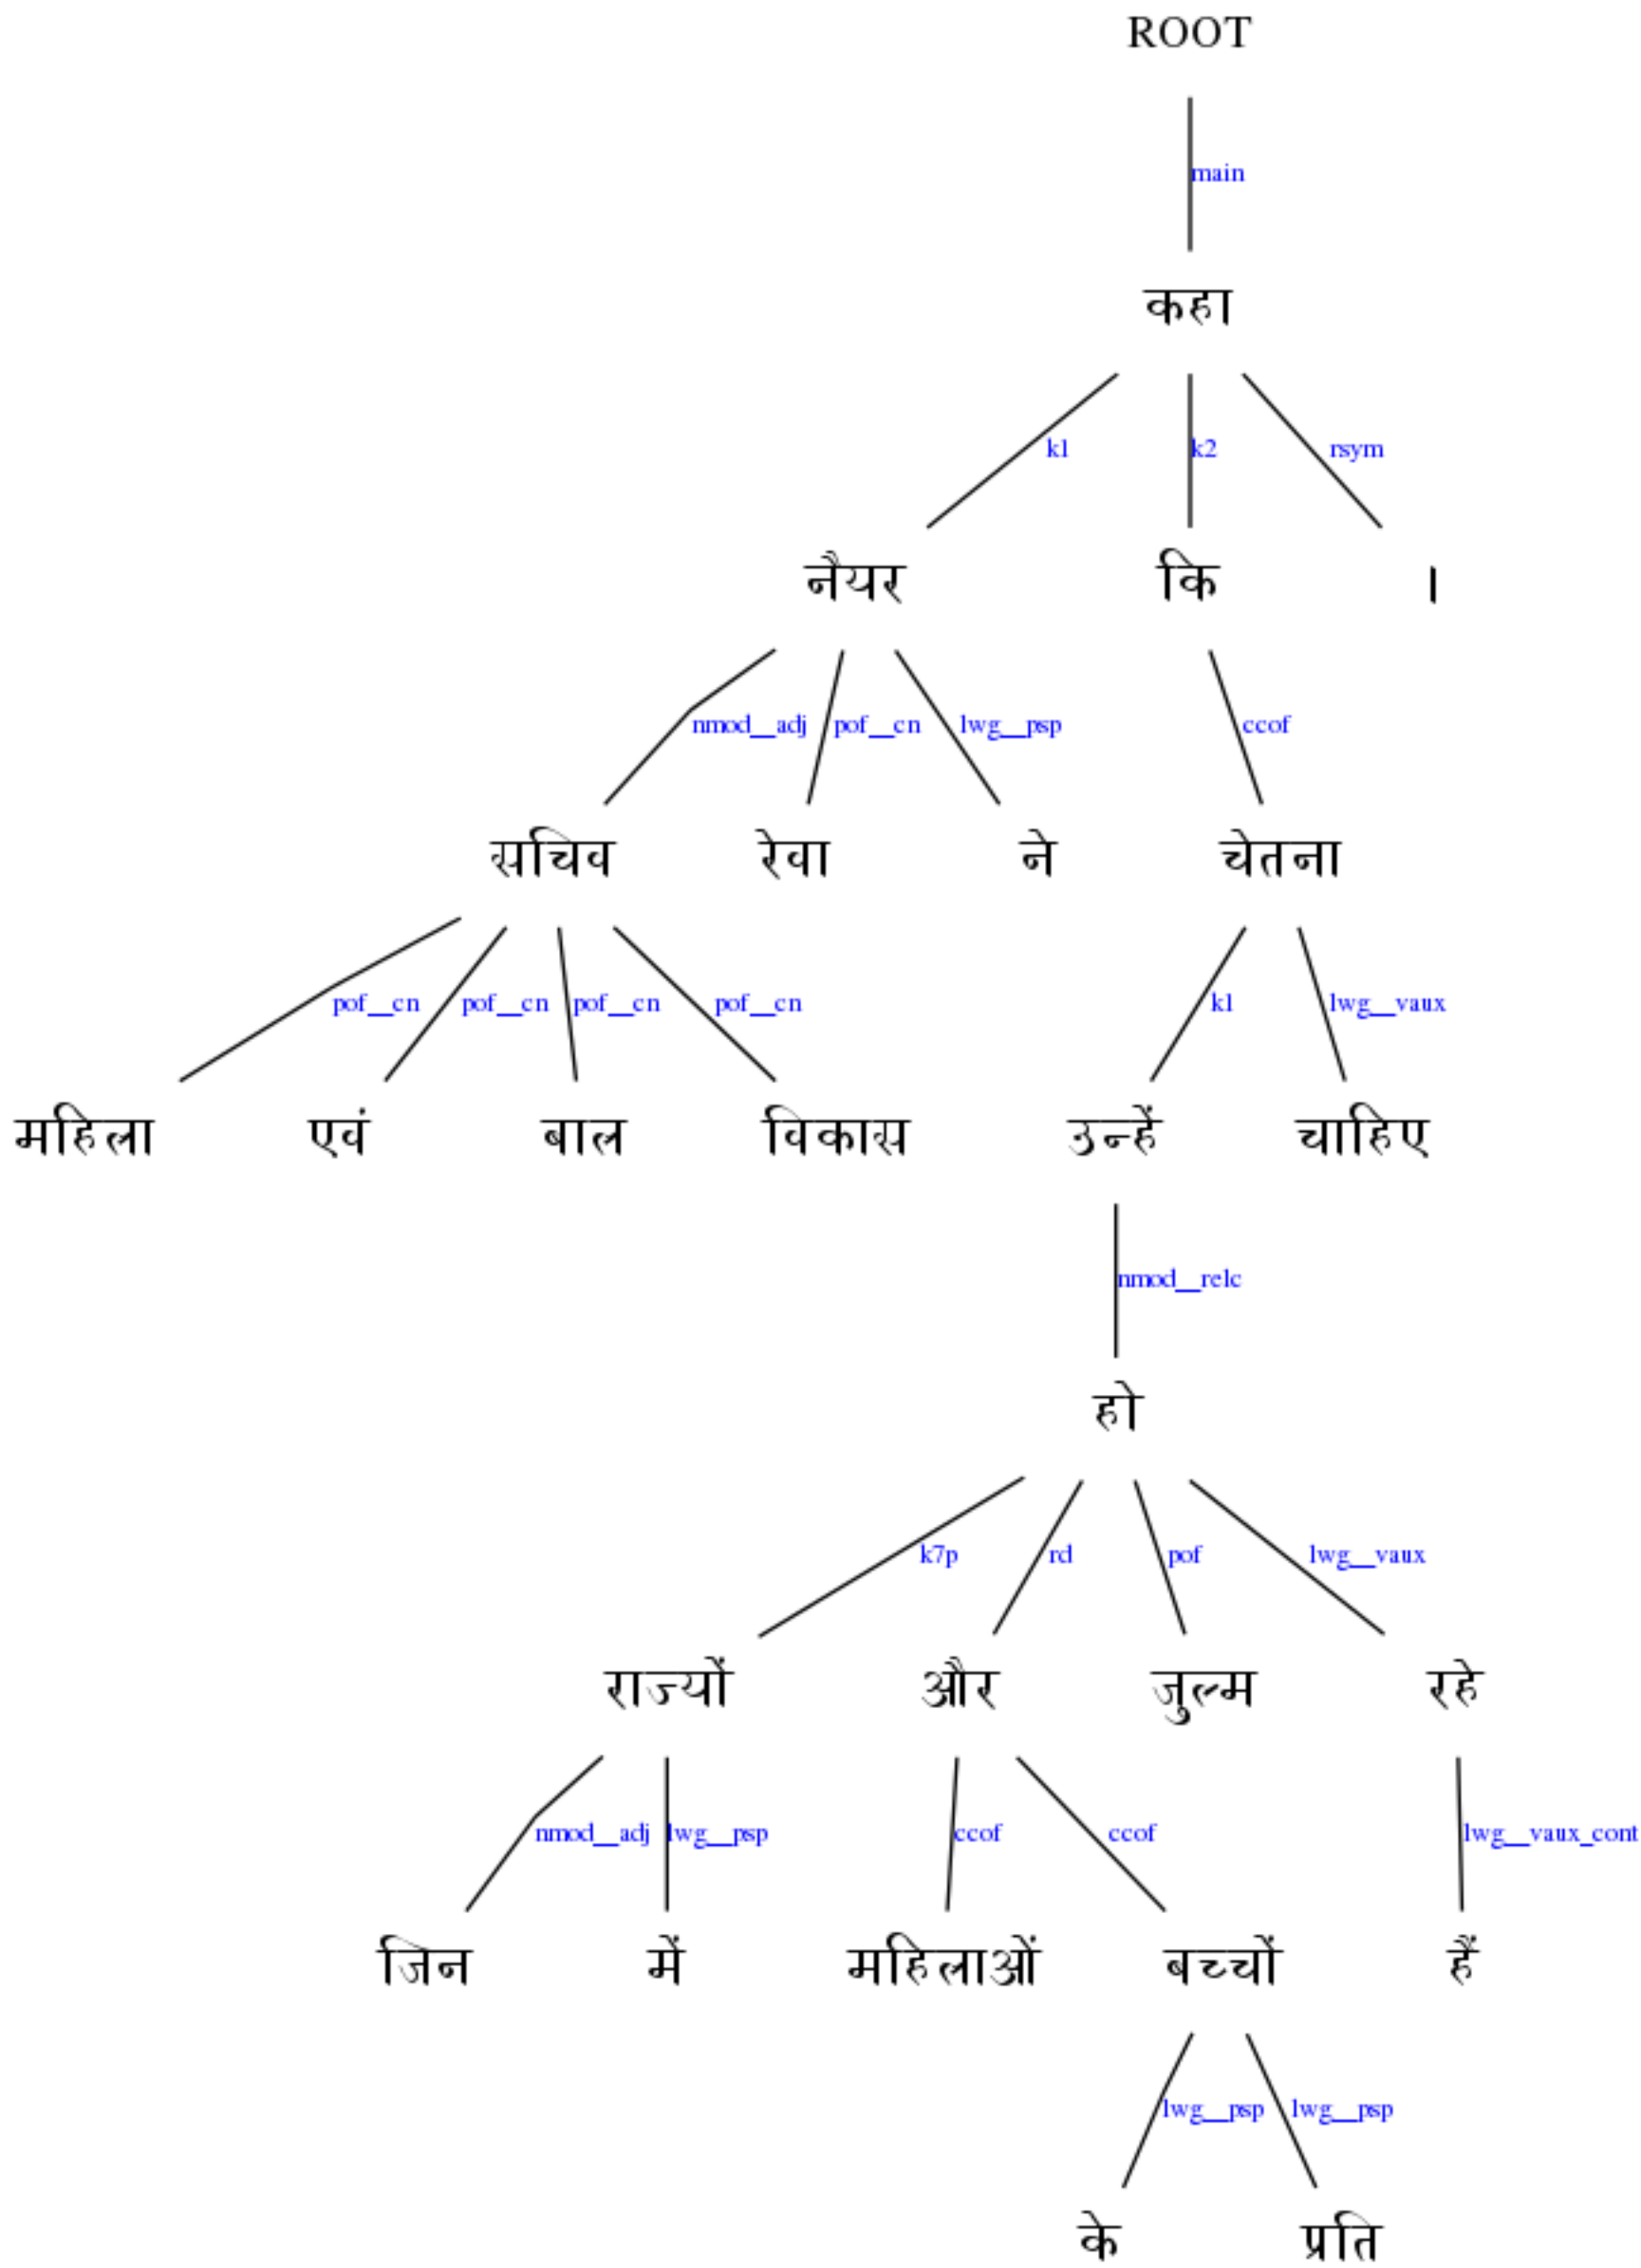 ROOT
main
कहा
k1 k2 rsym
नैयर कि ।
nmod__adj pof__cn lwg__psp ccof
सचिव रेवा ने चेतना
pof__cn pof__cn pof__cn pof__cn k1 lwg__vaux
महिला एवं बाल विकास उन्हें चाहिए
nmod__relc
हो
k7p rd pof lwg__vaux
राज्यों और जुल्म रहे
nmod__adj lwg__psp ccof ccof lwg__vaux_cont
जिन में महिलाओं बच्चों हैं
lwg__psp lwg__psp
के प्रति